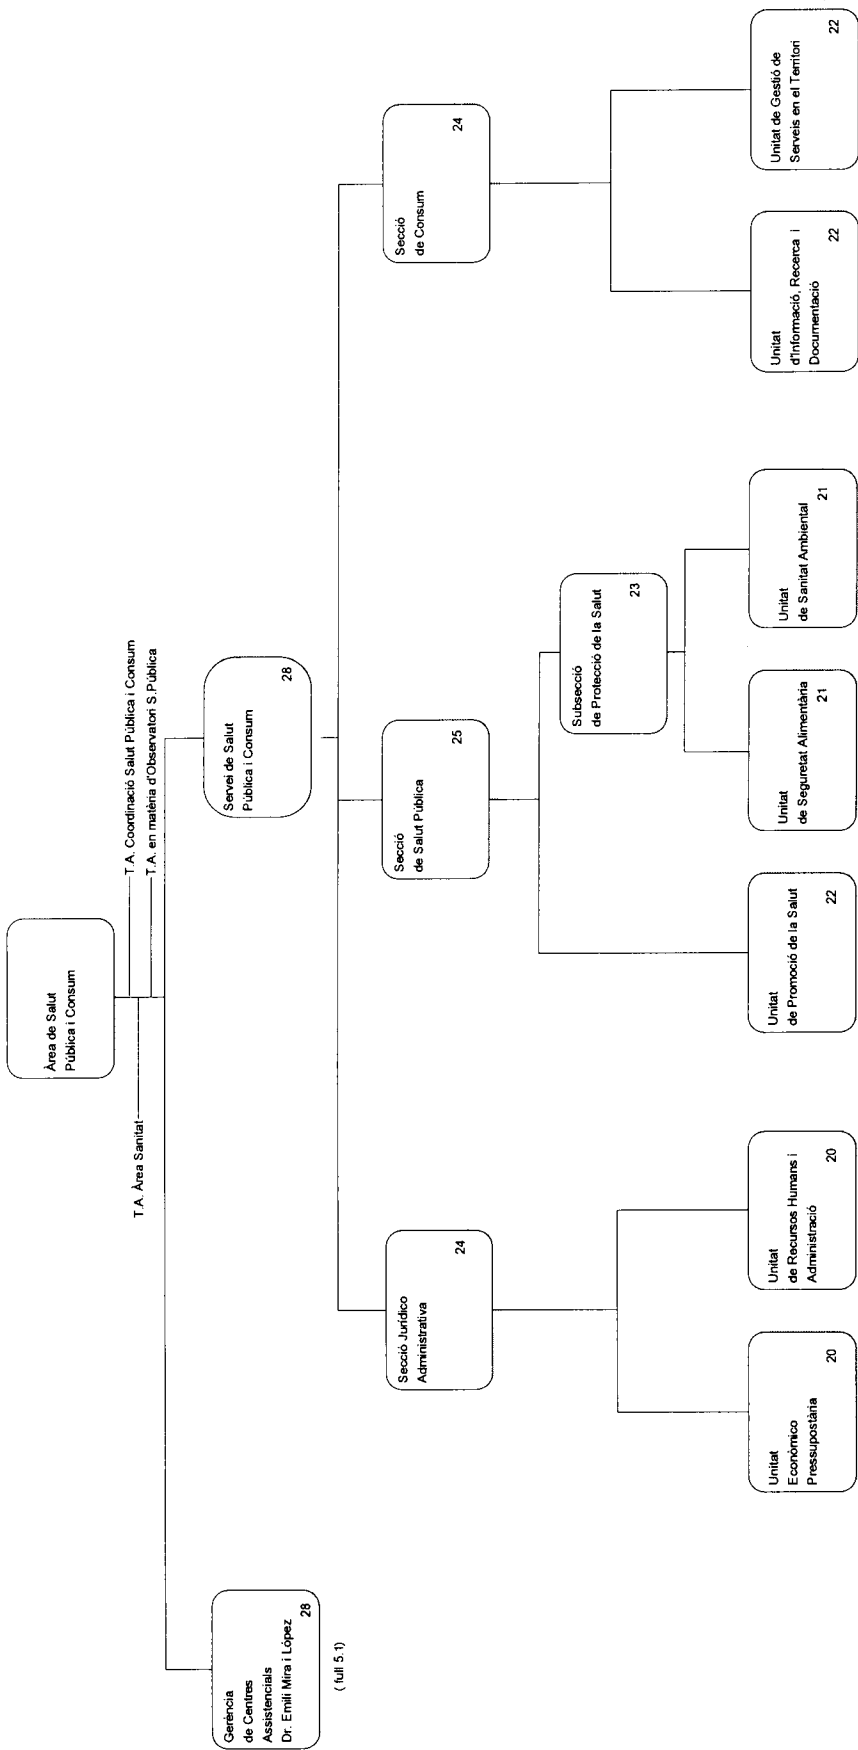 Àrea de Salut
Pública i Consum
T.A. Àrea Sanitat
T.A. Coordinació Salut Pública i Consum
T.A. en matèria d'Observatori S.Pública
Gerència
de Centres
Assistencials
Dr. Emili Mira i López
28
( full 5.1)
Servei de Salut
Pública i Consum
28
Secció Jurídico
Administrativa
24
Secció
de Salut Pública
25
Secció
de Consum
24
Subsecció
de Protecció de la Salut
23
Unitat
Econòmico
Pressupostària
20
Unitat
de Recursos Humans i
Administració
20
Unitat
de Promoció de la Salut
22
Unitat
de Seguretat Alimentària
21
Unitat
de Sanitat Ambiental
21
Unitat
d'Informació, Recerca i
Documentació
22
Unitat de Gestió de
Serveis en el Territori
22